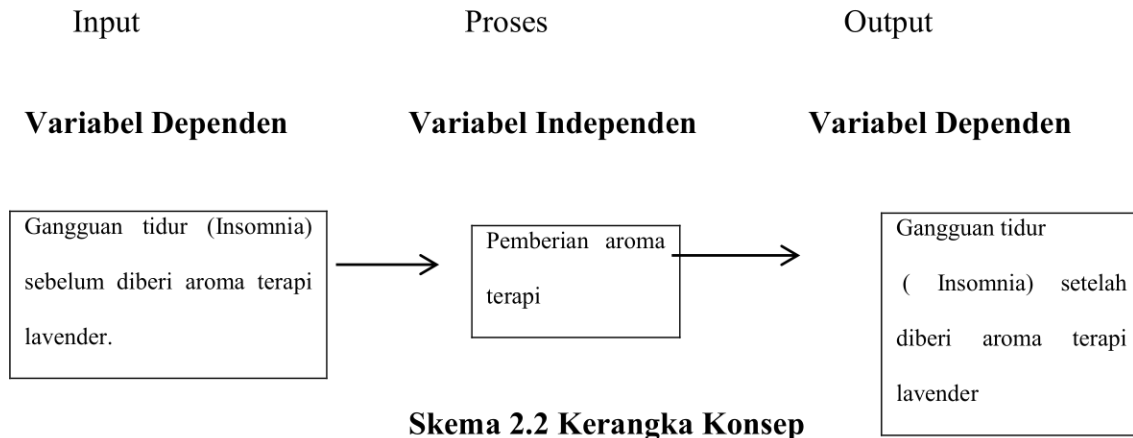 Input Proses Output
Variabel Dependen Variabel Independen Variabel Dependen
Gangguan tidur (Insomnia)
sebelum diberi aroma terapi
lavender.
Pemberian aroma
terapi
Gangguan tidur
( Insomnia) setelah
diberi aroma terapi
lavender
Skema 2.2 Kerangka Konsep